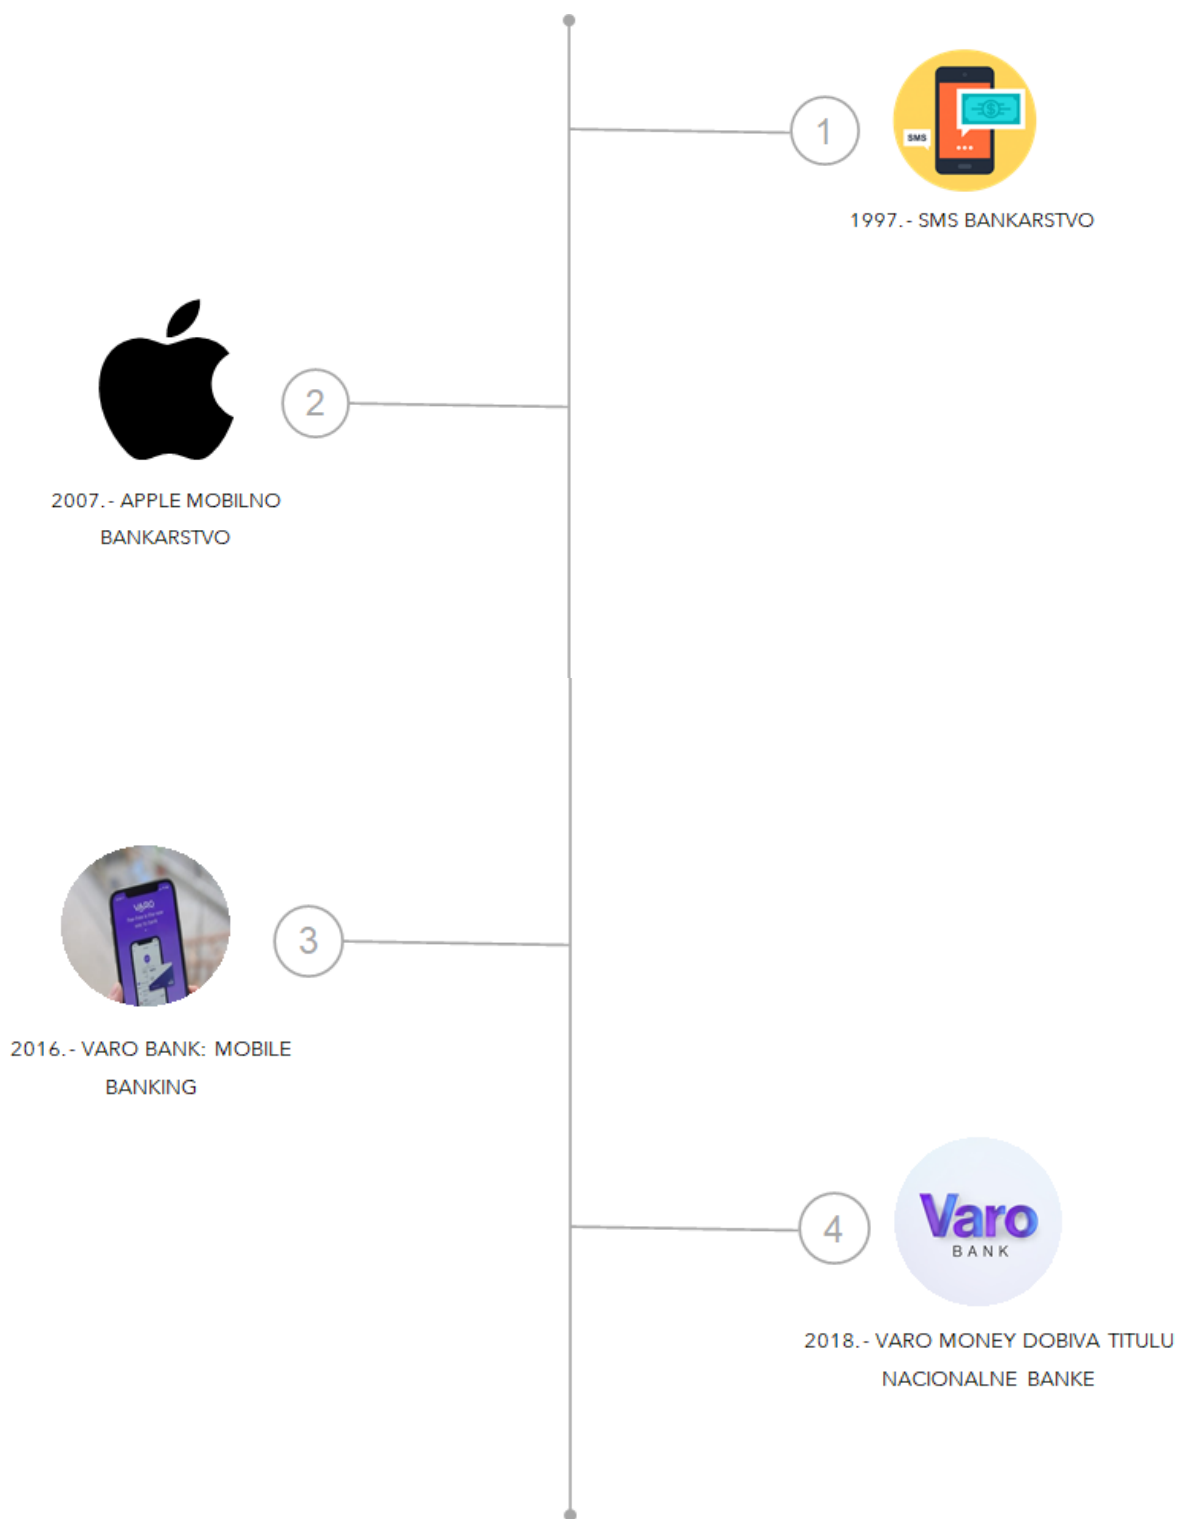 1
SMS
1997.- SMS BANKARSTVO
2
2007.- APPLE MOBILNO
BANKARSTVO
VARO
3
2016.- VARO BANK: MOBILE
BANKING
4
Varo
BANK
2018.- VARO MONEY DOBIVA TITULU
NACIONALNE BANKE